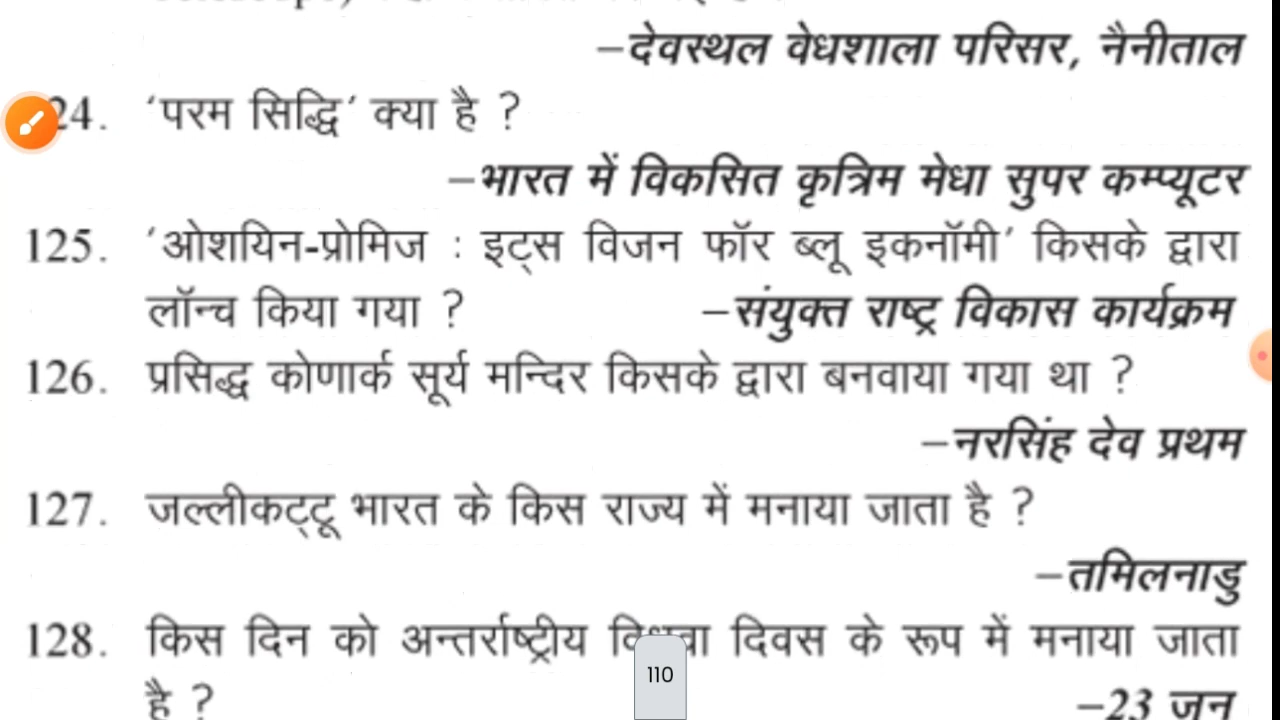 –देवस्थल वेधशाला परिसर, नैनीताल
24. ‘परम सिद्धि’ क्या है ?
–भारत में विकसित कृत्रिम मेधा सुपर कम्प्यूटर
125. ‘ओशयिन-प्रोमिज : इट्स विजन फॉर ब्लू इकनॉमी’ किसके द्वारा
लॉन्च किया गया ? –संयुक्त राष्ट्र विकास कार्यक्रम
126. प्रसिद्ध कोणार्क सूर्य मन्दिर किसके द्वारा बनवाया गया था ?
–नरसिंह देव प्रथम
127. जल्लीकट्टू भारत के किस राज्य में मनाया जाता है ?
–तमिलनाडु
128. किस दिन को अन्तर्राष्ट्रीय विधवा दिवस के रूप में मनाया जाता
है ? –23 जून
110